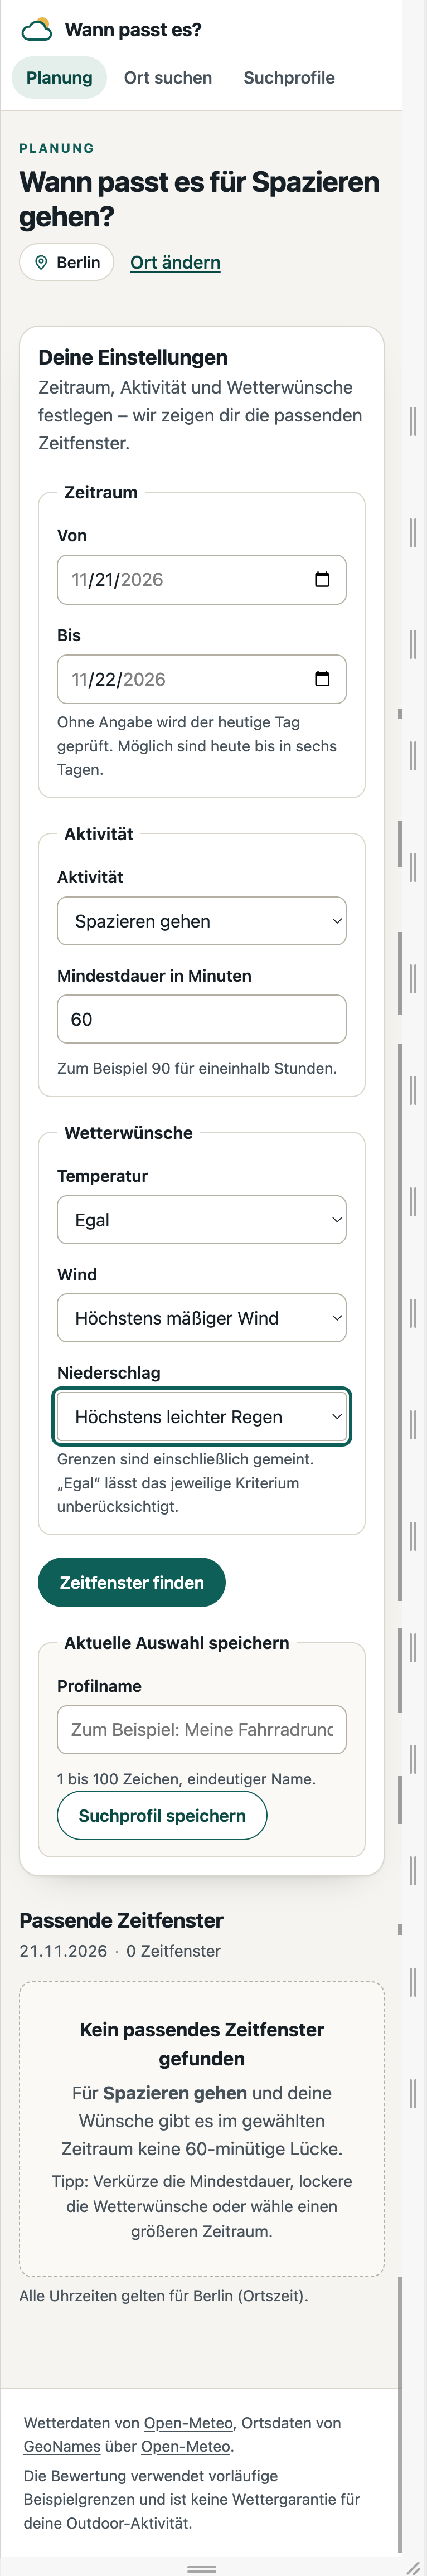 Wann passt es?
Planung Ort suchen Suchprofile
PLANUNG
Wann passt es für Spazieren
gehen?
Berlin Ort ändern
Deine Einstellungen
Zeitraum, Aktivität und Wetterwünsche
festlegen – wir zeigen dir die passenden
Zeitfenster.
Zeitraum
Von
11/21/2026
Bis
11/22/2026
Ohne Angabe wird der heutige Tag
geprüft. Möglich sind heute bis in sechs
Tagen.
Aktivität
Aktivität
Spazieren gehen
Mindestdauer in Minuten
60
Zum Beispiel 90 für eineinhalb Stunden.
Wetterwünsche
Temperatur
Egal
Wind
Höchstens mäßiger Wind
Niederschlag
Höchstens leichter Regen
Grenzen sind einschließlich gemeint.
„Egal“ lässt das jeweilige Kriterium
unberücksichtigt.
Zeitfenster finden
Aktuelle Auswahl speichern
Profilname
Zum Beispiel: Meine Fahrradrunc
1 bis 100 Zeichen, eindeutiger Name.
Suchprofil speichern
Passende Zeitfenster
21.11.2026 · 0 Zeitfenster
Kein passendes Zeitfenster
gefunden
Für Spazieren gehen und deine
Wünsche gibt es im gewählten
Zeitraum keine 60-minütige Lücke.
Tipp: Verkürze die Mindestdauer, lockere
die Wetterwünsche oder wähle einen
größeren Zeitraum.
Alle Uhrzeiten gelten für Berlin (Ortszeit).
Wetterdaten von Open-Meteo, Ortsdaten von
GeoNames über Open-Meteo.
Die Bewertung verwendet vorläufige
Beispielgrenzen und ist keine Wettergarantie für
deine Outdoor-Aktivität.